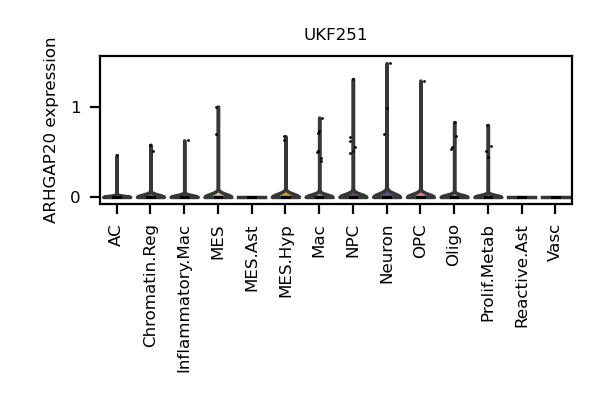 UKF251
ARHGAP20 expression
1
0
AC
Chromatin.Reg
Inflammatory.Mac
MES
MES.Ast
MES.Hyp
Mac
NPC
Neuron
OPC
Oligo
Prolif.Metab
Reactive.Ast
Vasc